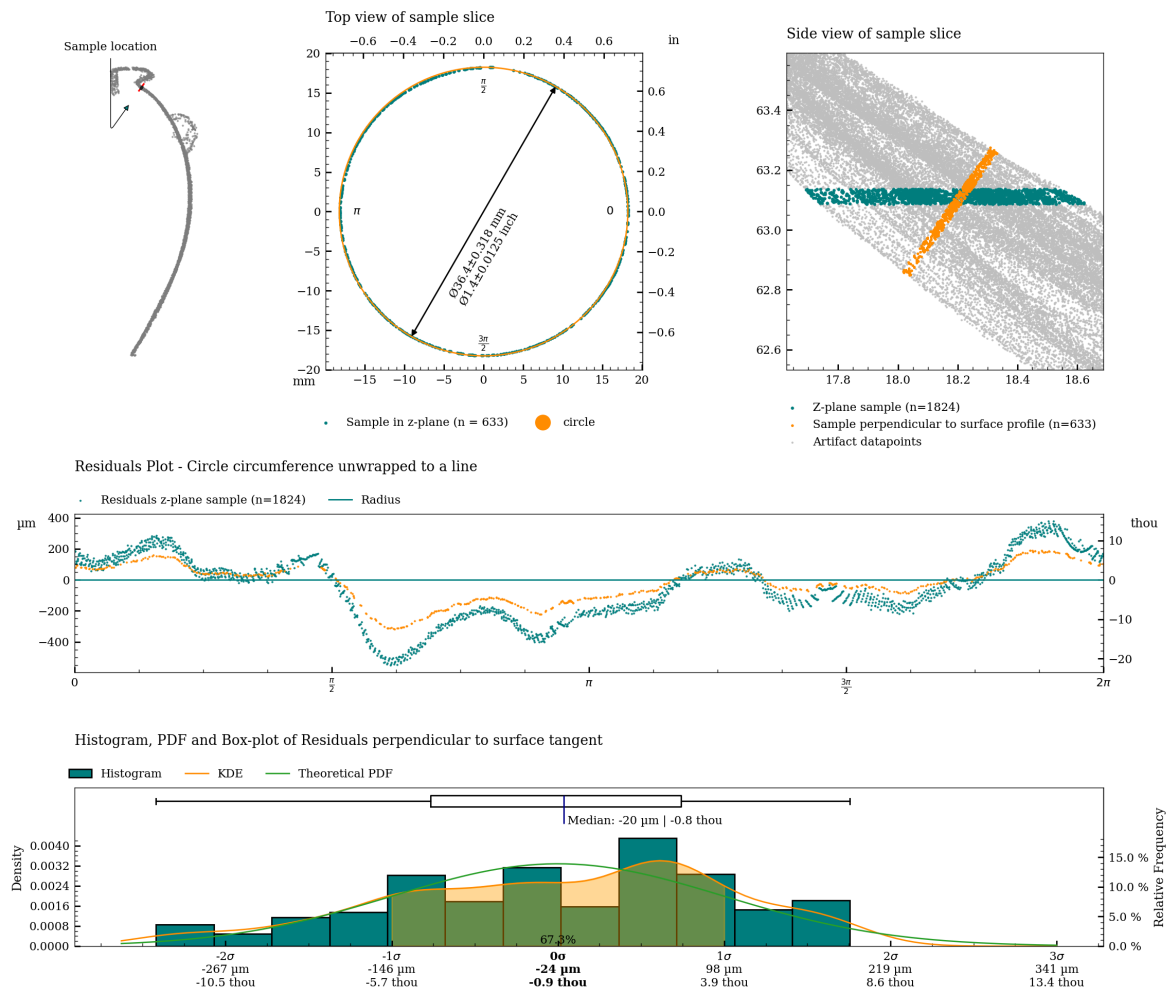 Sample location
Top view of sample slice
−0.6 −0.4 −0.2 0.0 0.2 0.4 0.6 in
20
15
10
5
0
−5
−10
−15
−20
mm
−15 −10 −5 0 5 10 15 20
0.6
0.4
0.2
0.0
−0.2
−0.4
−0.6
π/2
π
0
3π/2
Ø36.4±0.318 mm
Ø1.4±0.0125 inch
Sample in z-plane (n = 633) circle
Side view of sample slice
63.4
63.2
63.0
62.8
62.6
17.8 18.0 18.2 18.4 18.6
Z-plane sample (n=1824)
Sample perpendicular to surface profile (n=633)
Artifact datapoints
Residuals Plot - Circle circumference unwrapped to a line
Residuals z-plane sample (n=1824) Radius
µm
400
200
0
−200
−400
thou
10
0
−10
−20
0 π/2 π 3π/2 2π
Histogram, PDF and Box-plot of Residuals perpendicular to surface tangent
Histogram KDE Theoretical PDF
Median: -20 µm | -0.8 thou
Density
0.0040
0.0032
0.0024
0.0016
0.0008
0.0000
Relative Frequency
15.0 %
10.0 %
5.0 %
0.0 %
67.3%
-2σ -1σ 0σ 1σ 2σ 3σ
-267 µm -146 µm -24 µm 98 µm 219 µm 341 µm
-10.5 thou -5.7 thou -0.9 thou 3.9 thou 8.6 thou 13.4 thou